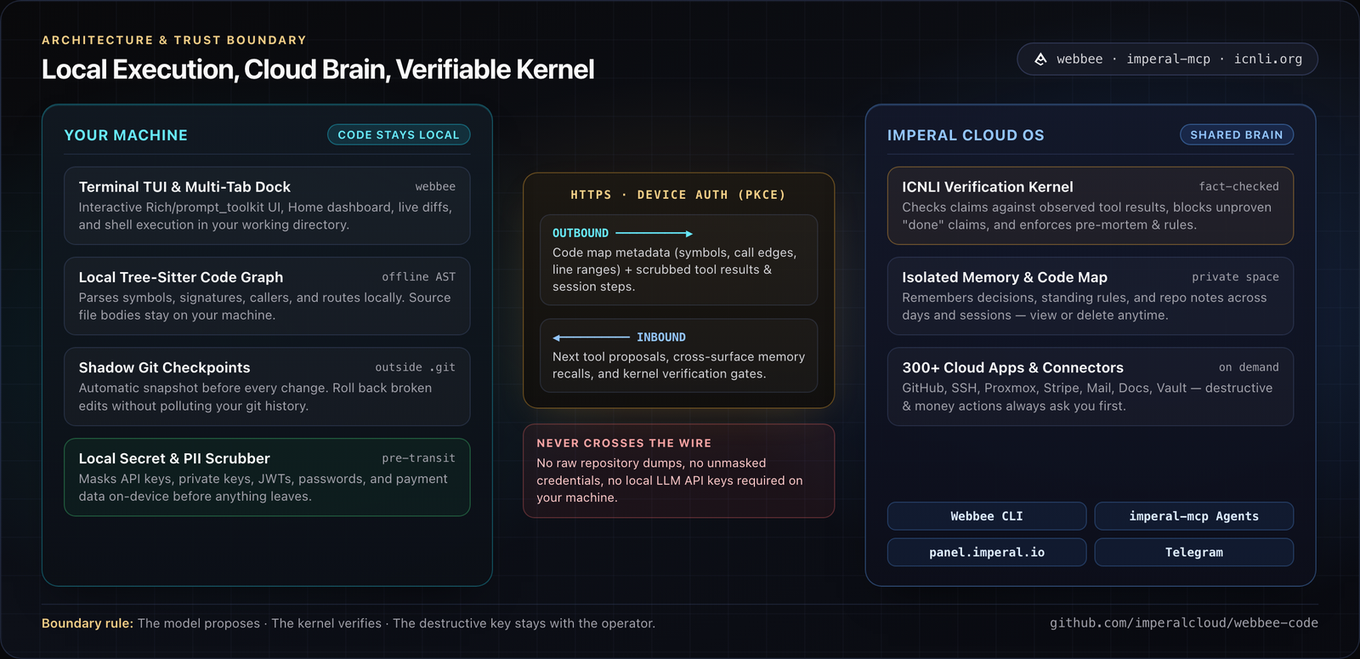 ARCHITECTURE & TRUST BOUNDARY
Local Execution, Cloud Brain, Verifiable Kernel
webbee · imperal-mcp · icnli.org
YOUR MACHINE
CODE STAYS LOCAL
Terminal TUI & Multi-Tab Dock
webbee
Interactive Rich/prompt_toolkit UI, Home dashboard, live diffs,
and shell execution in your working directory.
Local Tree-Sitter Code Graph
offline AST
Parses symbols, signatures, callers, and routes locally. Source
file bodies stay on your machine.
Shadow Git Checkpoints
outside .git
Automatic snapshot before every change. Roll back broken
edits without polluting your git history.
Local Secret & PII Scrubber
pre-transit
Masks API keys, private keys, JWTs, passwords, and payment
data on-device before anything leaves.
HTTPS · DEVICE AUTH (PKCE)
OUTBOUND
Code map metadata (symbols, call edges,
line ranges) + scrubbed tool results &
session steps.
INBOUND
Next tool proposals, cross-surface memory
recalls, and kernel verification gates.
NEVER CROSSES THE WIRE
No raw repository dumps, no unmasked
credentials, no local LLM API keys required on
your machine.
IMPERAL CLOUD OS
SHARED BRAIN
ICNLI Verification Kernel
fact-checked
Checks claims against observed tool results, blocks unproven
"done" claims, and enforces pre-mortem & rules.
Isolated Memory & Code Map
private space
Remembers decisions, standing rules, and repo notes across
days and sessions — view or delete anytime.
300+ Cloud Apps & Connectors
on demand
GitHub, SSH, Proxmox, Stripe, Mail, Docs, Vault — destructive
& money actions always ask you first.
Webbee CLI
imperal-mcp Agents
panel.imperal.io
Telegram
Boundary rule: The model proposes · The kernel verifies · The destructive key stays with the operator.
github.com/imperalcloud/webbee-code